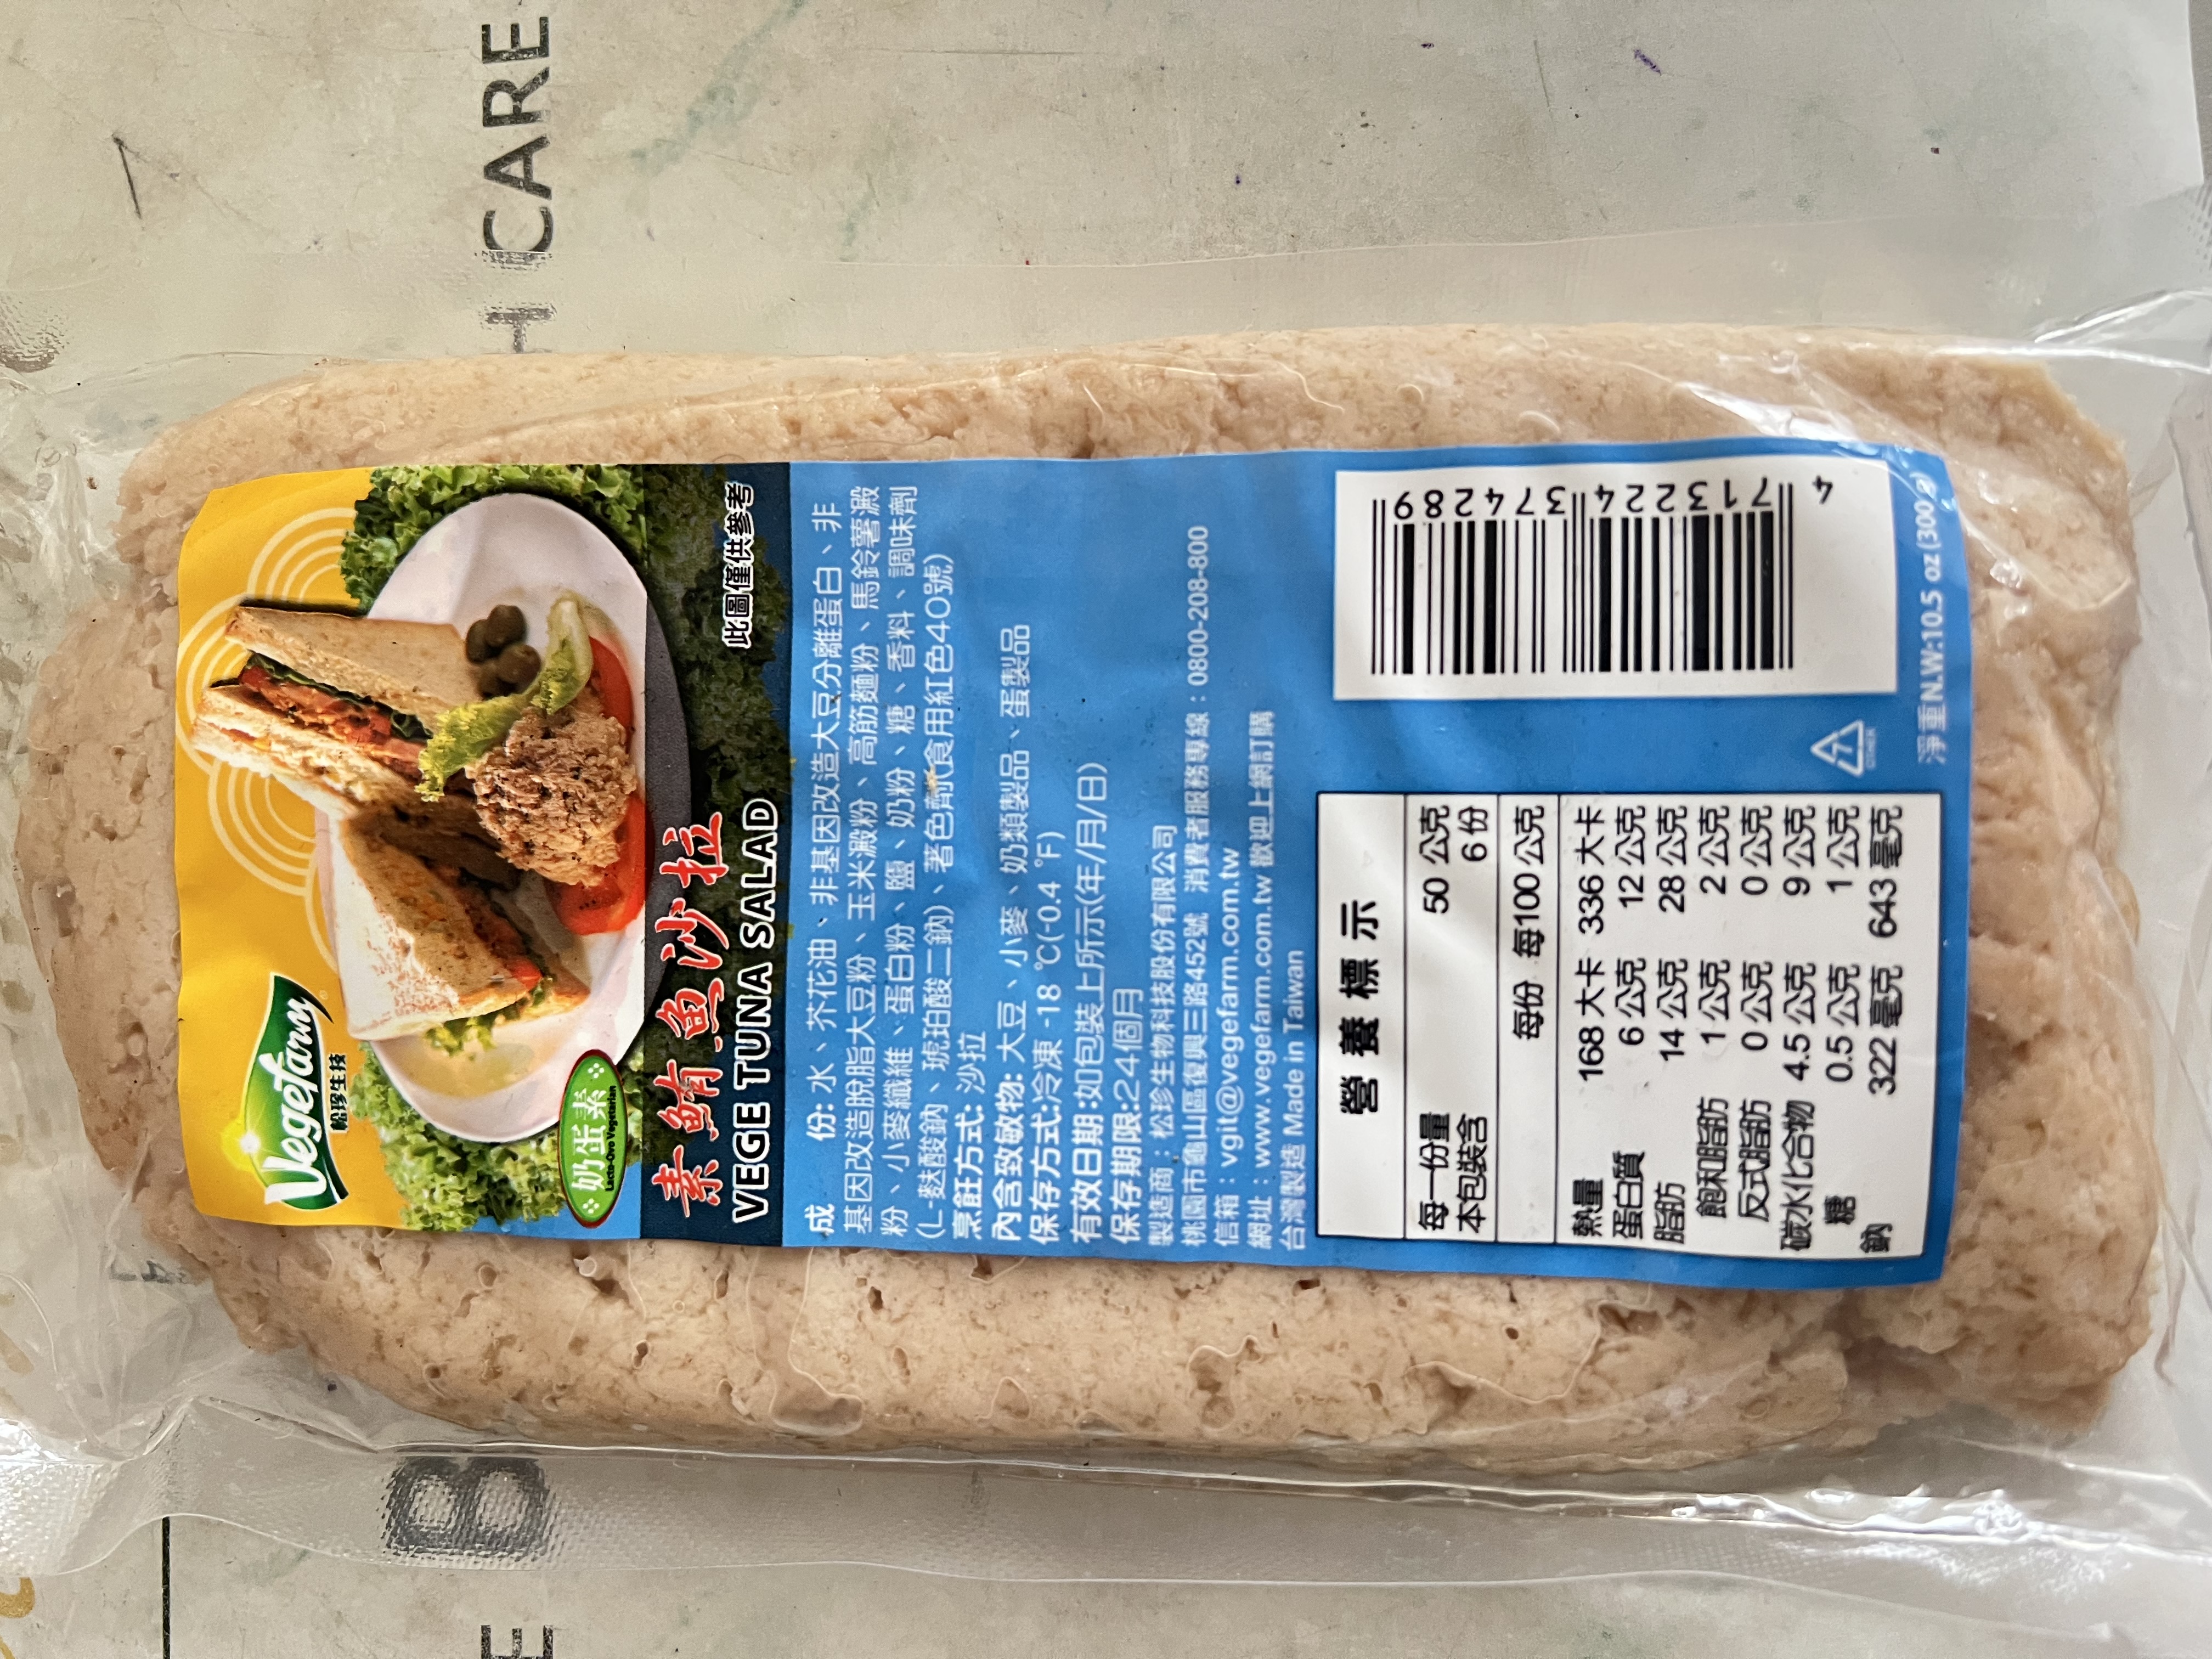 Vegefarm
松珍生技
奶蛋素
Lacto-Ovo Vegetarian
素鮪魚沙拉
VEGE TUNA SALAD
此圖僅供參考
成 份: 水、芥花油、非基因改造大豆分離蛋白、非
基因改造脫脂大豆粉、玉米澱粉、高筋麵粉、馬鈴薯澱
粉、小麥纖維、蛋白粉、鹽、奶粉、糖、香料、調味劑
(L-麩酸鈉、琥珀酸二鈉)、著色劑(食用紅色40號)
烹飪方式: 沙拉
內含致敏物: 大豆、小麥、奶類製品、蛋製品
保存方式:冷凍 -18 °C(-0.4 °F)
有效日期:如包裝上所示(年/月/日)
保存期限:24個月
製造商：松珍生物科技股份有限公司
桃園市龜山區復興三路452號 消費者服務專線：0800-208-800
信箱：vgit@vegefarm.com.tw
網址：www.vegefarm.com.tw 歡迎上網訂購
台灣製造 Made in Taiwan
營 養 標 示
每一份量 50 公克
本包裝含 6 份
每份 每100 公克
熱量 168 大卡 336 大卡
蛋白質 6 公克 12 公克
脂肪 14 公克 28 公克
飽和脂肪 1 公克 2 公克
反式脂肪 0 公克 0 公克
碳水化合物 4.5 公克 9 公克
糖 0.5 公克 1 公克
鈉 322 毫克 643 毫克
4 713224 374289
7
OTHER
淨重N.W:10.5 oz (300 g)
B
E
H CARE